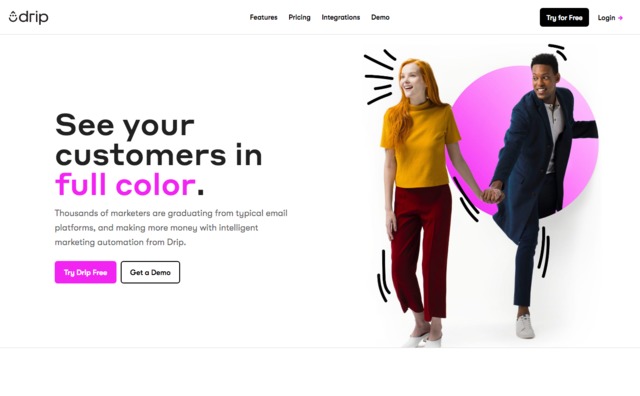 drip
Features Pricing Integrations Demo
Try for Free
Login →
See your
customers in
full color.
Thousands of marketers are graduating from typical email
platforms, and making more money with intelligent
marketing automation from Drip.
Try Drip Free
Get a Demo